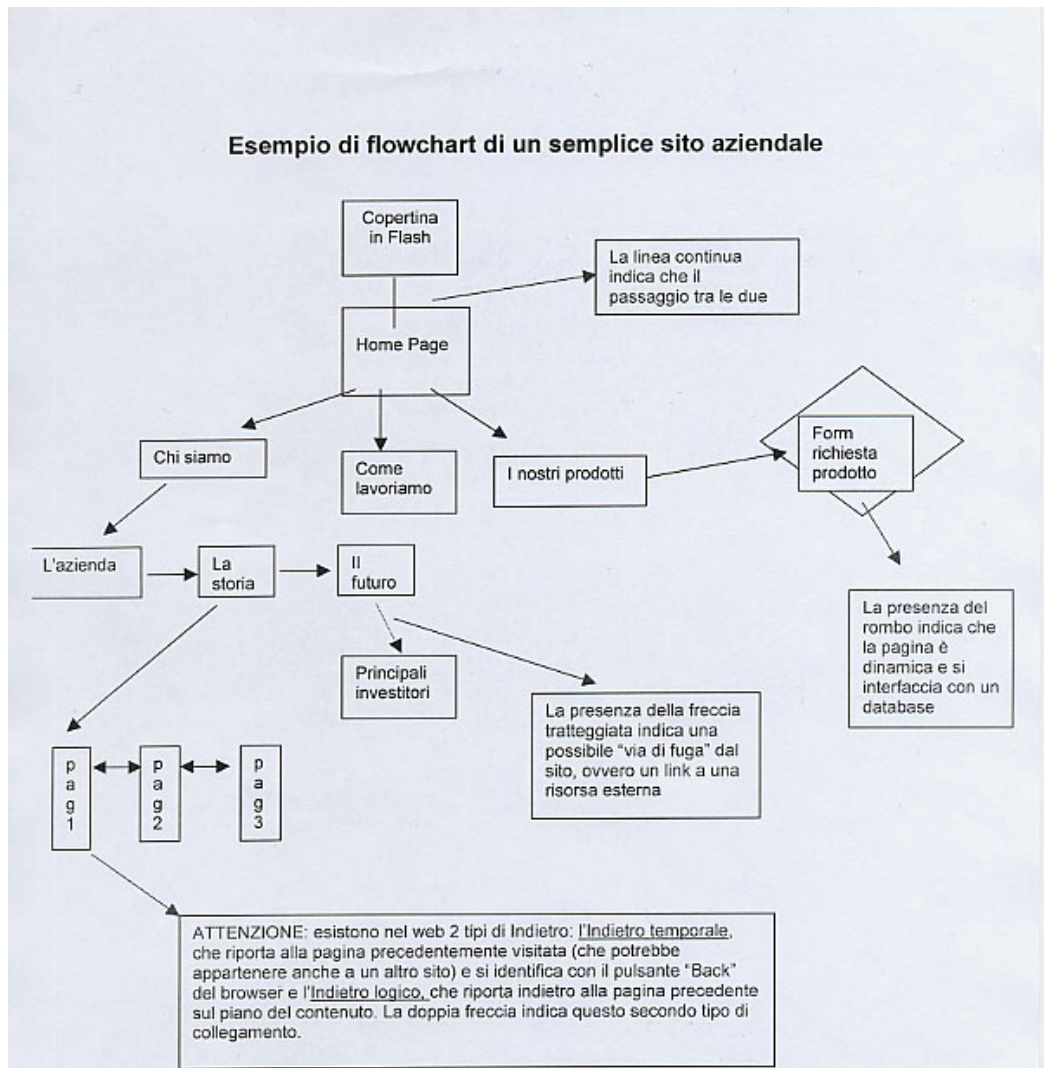 Esempio di flowchart di un semplice sito aziendale
Copertina
in Flash
La linea continua
indica che il
passaggio tra le due
Home Page
Form
richiesta
prodotto
Chi siamo
Come
lavoriamo
I nostri prodotti
L'azienda
La
storia
Il
futuro
La presenza del
rombo indica che
la pagina è
dinamica e si
interfaccia con un
database
Principali
investitori
La presenza della freccia
tratteggiata indica una
possibile "via di fuga" dal
sito, ovvero un link a una
risorsa esterna
p
a
g
1
p
a
g
2
p
a
g
3
ATTENZIONE: esistono nel web 2 tipi di Indietro: l'Indietro temporale,
che riporta alla pagina precedentemente visitata (che potrebbe
appartenere anche a un altro sito) e si identifica con il pulsante "Back"
del browser e l'Indietro logico, che riporta indietro alla pagina precedente
sul piano del contenuto. La doppia freccia indica questo secondo tipo di
collegamento.